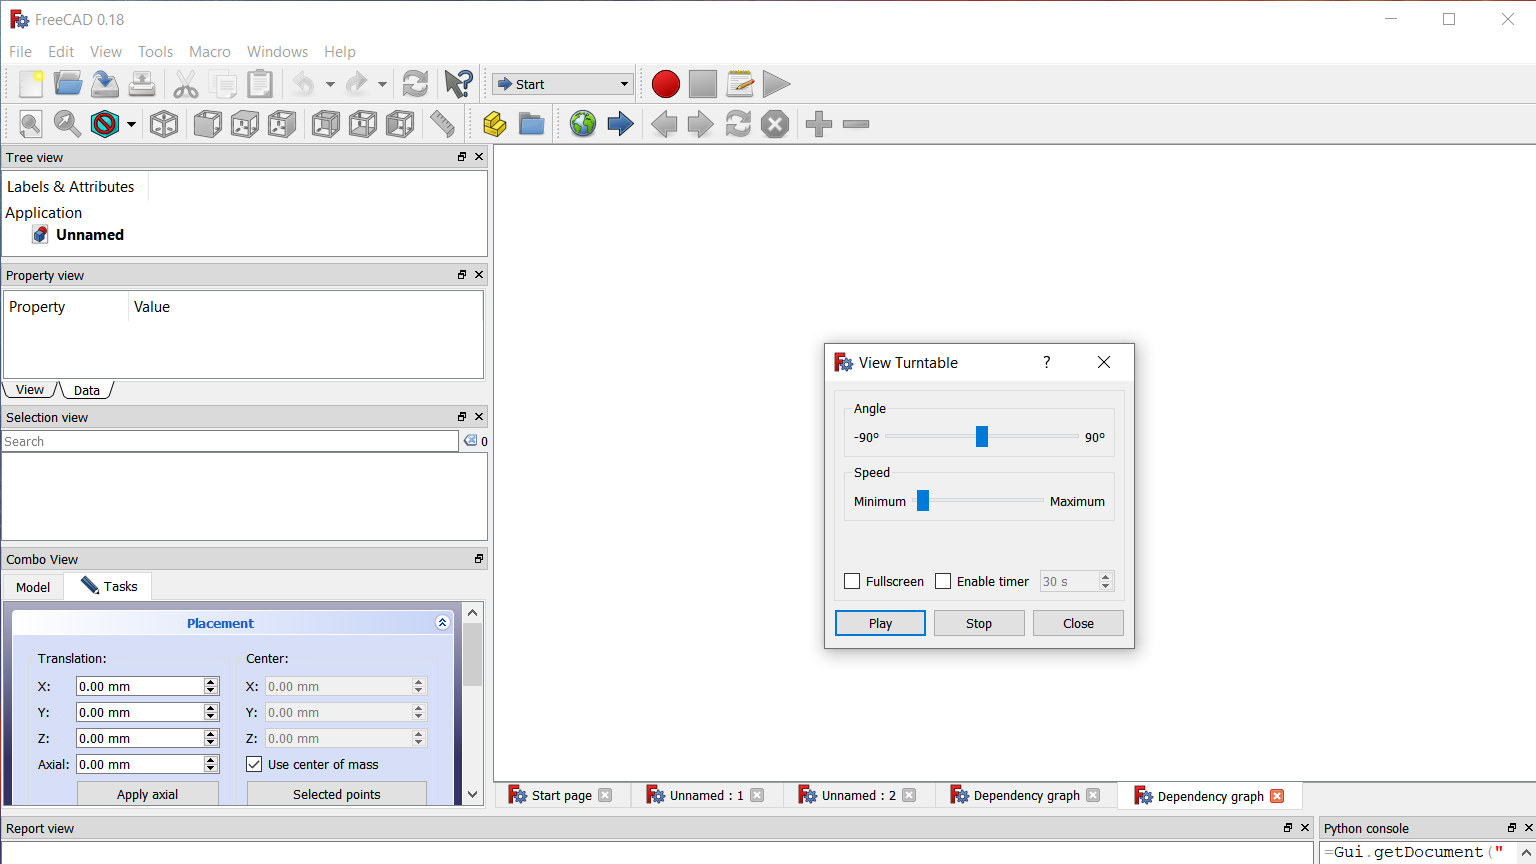 FreeCAD 0.18
File Edit View Tools Macro Windows Help
Start
Tree view
Labels & Attributes
Application
Unnamed
Property view
Property Value
View Data
Selection view
Search 0
Combo View
Model Tasks
Placement
Translation: Center:
X: 0.00 mm X: 0.00 mm
Y: 0.00 mm Y: 0.00 mm
Z: 0.00 mm Z: 0.00 mm
Axial: 0.00 mm Use center of mass
Apply axial Selected points
View Turntable ?
Angle
-90º 90º
Speed
Minimum Maximum
Fullscreen Enable timer 30 s
Play Stop Close
Start page Unnamed : 1 Unnamed : 2 Dependency graph Dependency graph
Report view
Python console
=Gui.getDocument("